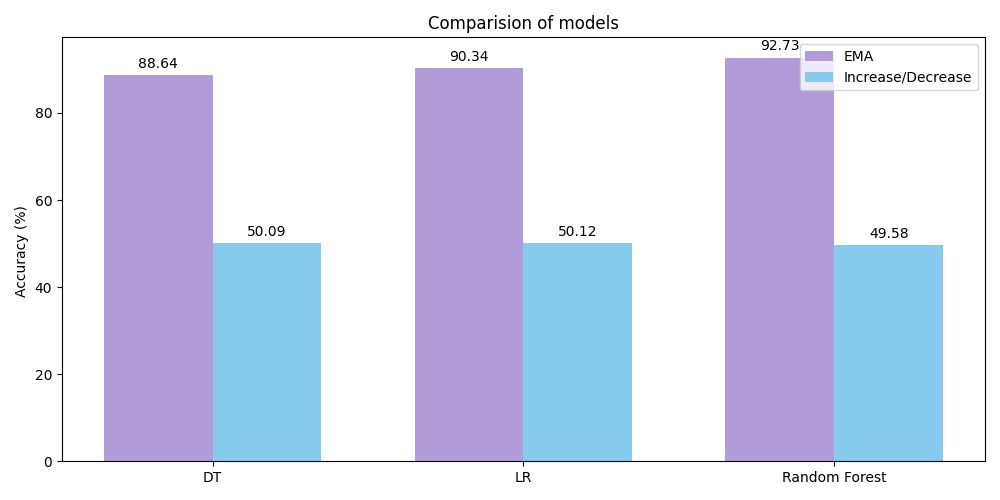 Comparision of models
EMA
Increase/Decrease
88.64
90.34
92.73
50.09
50.12
49.58
Accuracy (%)
80
60
40
20
0
DT
LR
Random Forest